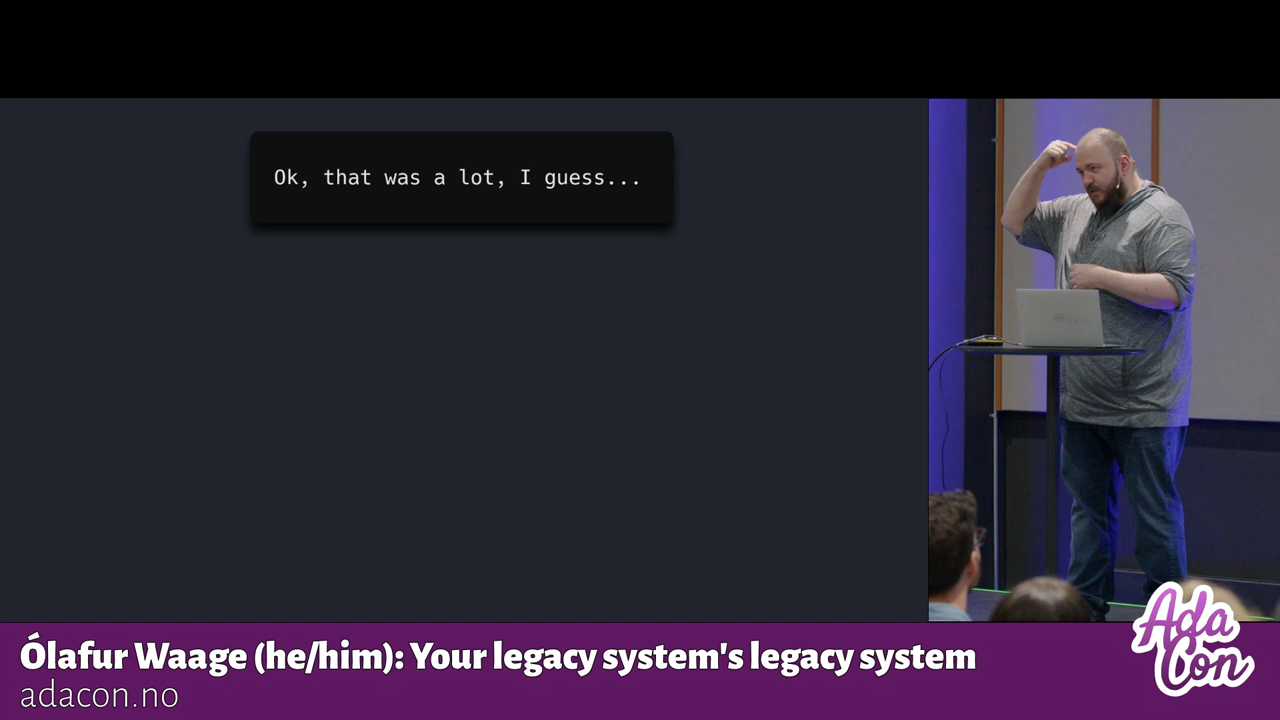 Ok, that was a lot, I guess...
Ólafur Waage (he/him): Your legacy system's legacy system
adacon.no
Ada
Con